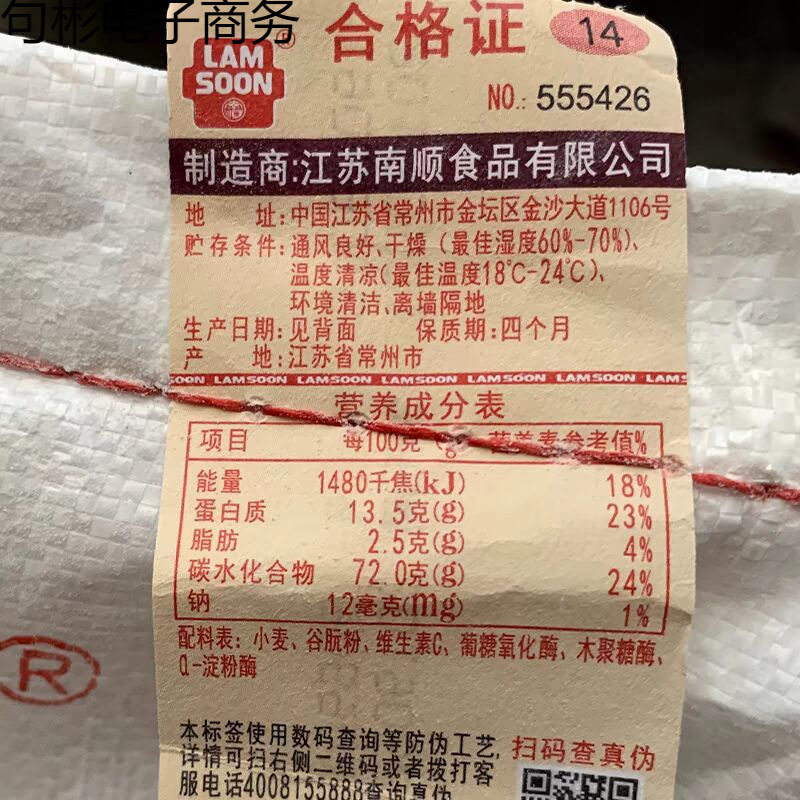 句彬电子商务
LAM SOON
®
合格证
14
NO.: 555426
制造商:江苏南顺食品有限公司
地 址:中国江苏省常州市金坛区金沙大道1106号
贮存条件:通风良好、干燥（最佳湿度60%-70%)、
温度清凉(最佳温度18℃-24℃)、
环境清洁、离墙隔地
生产日期:见背面 保质期:四个月
产 地:江苏省常州市
SOON LAMSOON LAMSOON LAMSOON LAMSOON LAMSOON LAMS
营养成分表
项目 每100克 (g 营养素参考值%
能量 1480千焦(kJ) 18%
蛋白质 13.5克(g) 23%
脂肪 2.5克(g) 4%
碳水化合物 72.0克(g) 24%
钠 12毫克(mg) 1%
配料表：小麦、谷朊粉、维生素C、葡糖氧化酶、木聚糖酶、
α-淀粉酶
®
本标签使用数码查询等防伪工艺,
详情可扫右侧二维码或者拨打客
服电话4008155888查询真伪
扫码查真伪